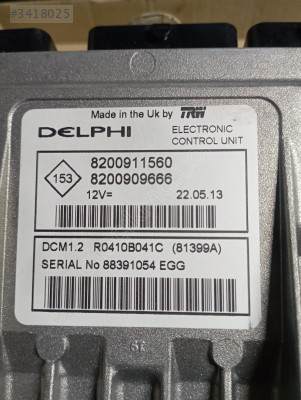 #3418025
Made in the Uk by TRW
DELPHI
ELECTRONIC
CONTROL UNIT
153
8200911560
8200909666
12V=
22.05.13
DCM1.2 R0410B041C (81399A)
SERIAL No 88391054 EGG